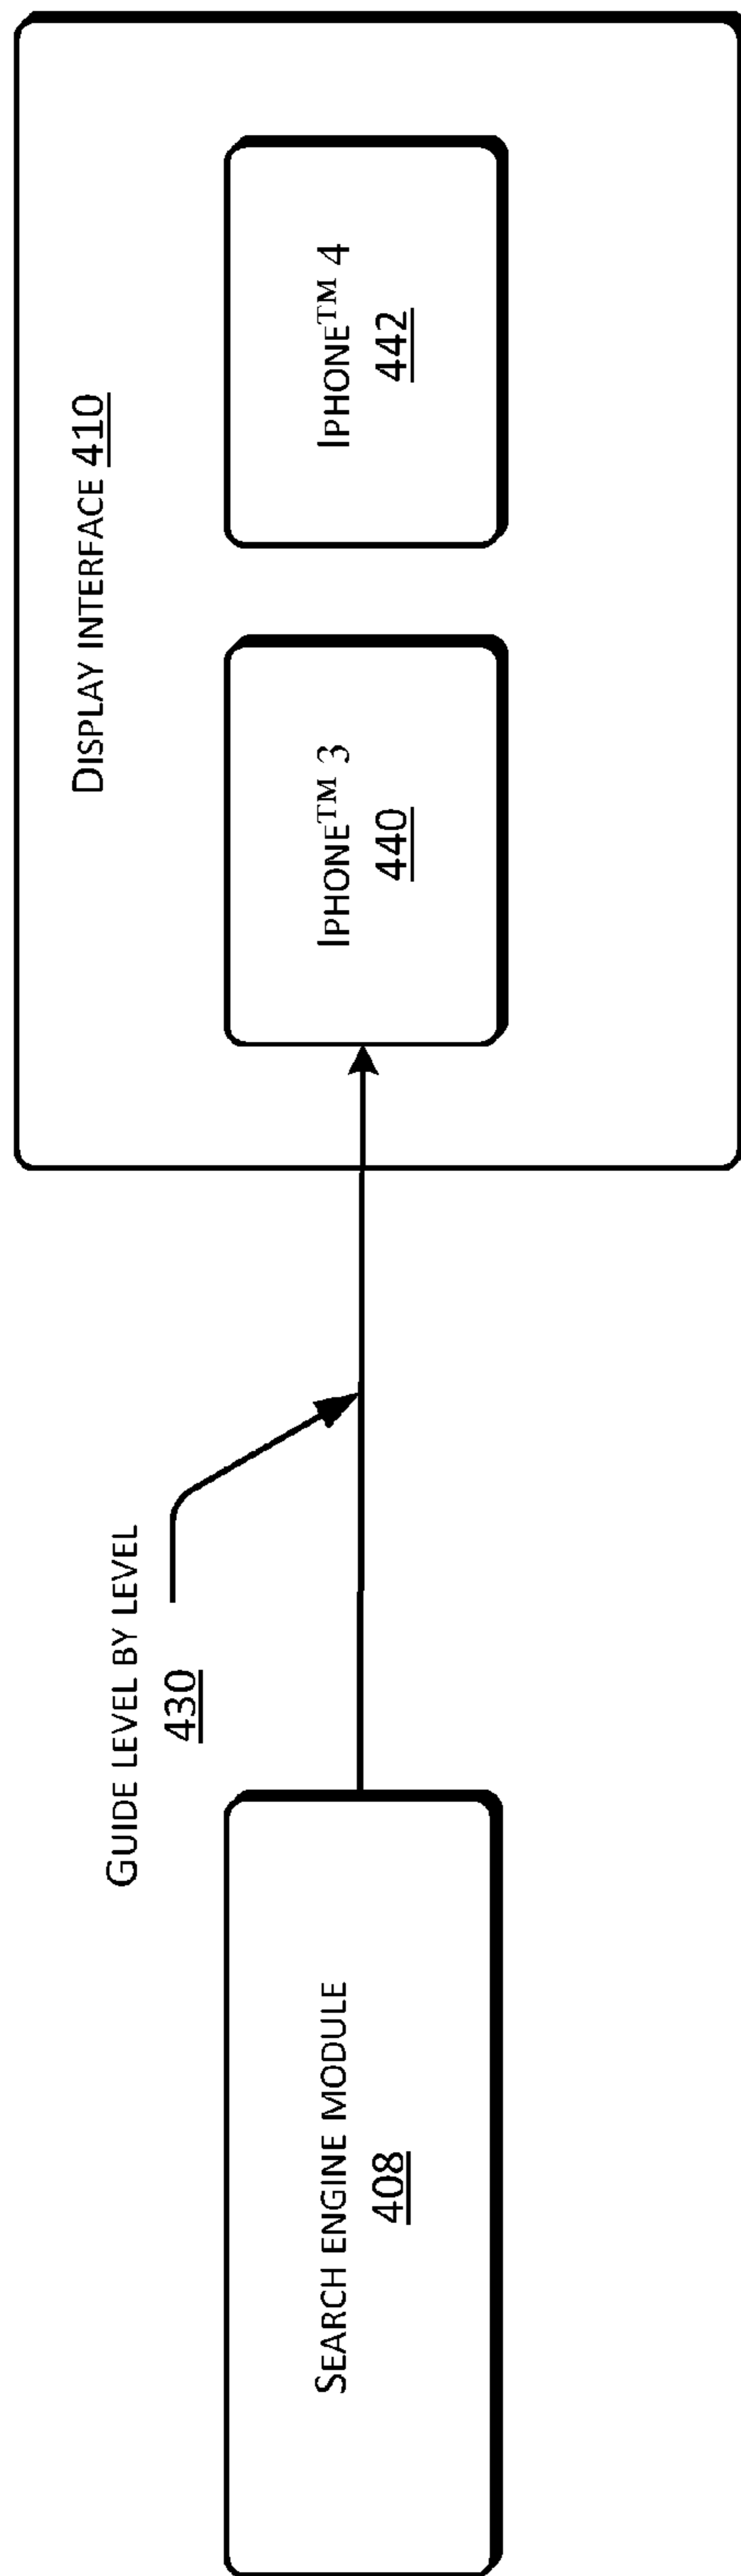 SEARCH ENGINE MODULE
408
GUIDE LEVEL BY LEVEL
430
DISPLAY INTERFACE 410
IPHONE™ 3
440
IPHONE™ 4
442